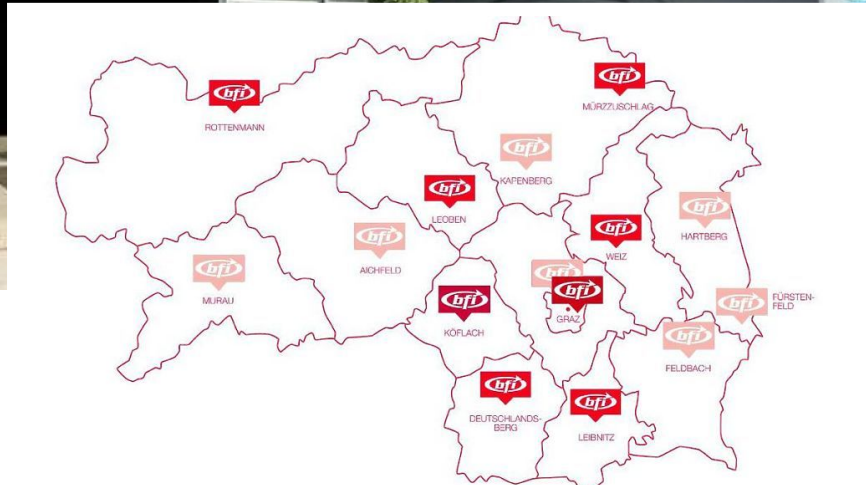 bfi
ROTTENMANN
bfi
MÜRZZUSCHLAG
bfi
KAPENBERG
bfi
LEOBEN
bfi
HARTBERG
bfi
WEIZ
bfi
AICHFELD
bfi
MURAU
bfi
bfi
GRAZ
bfi
KÖFLACH
bfi
FÜRSTEN-
FELD
bfi
FELDBACH
bfi
DEUTSCHLANDS-
BERG
bfi
LEIBNITZ